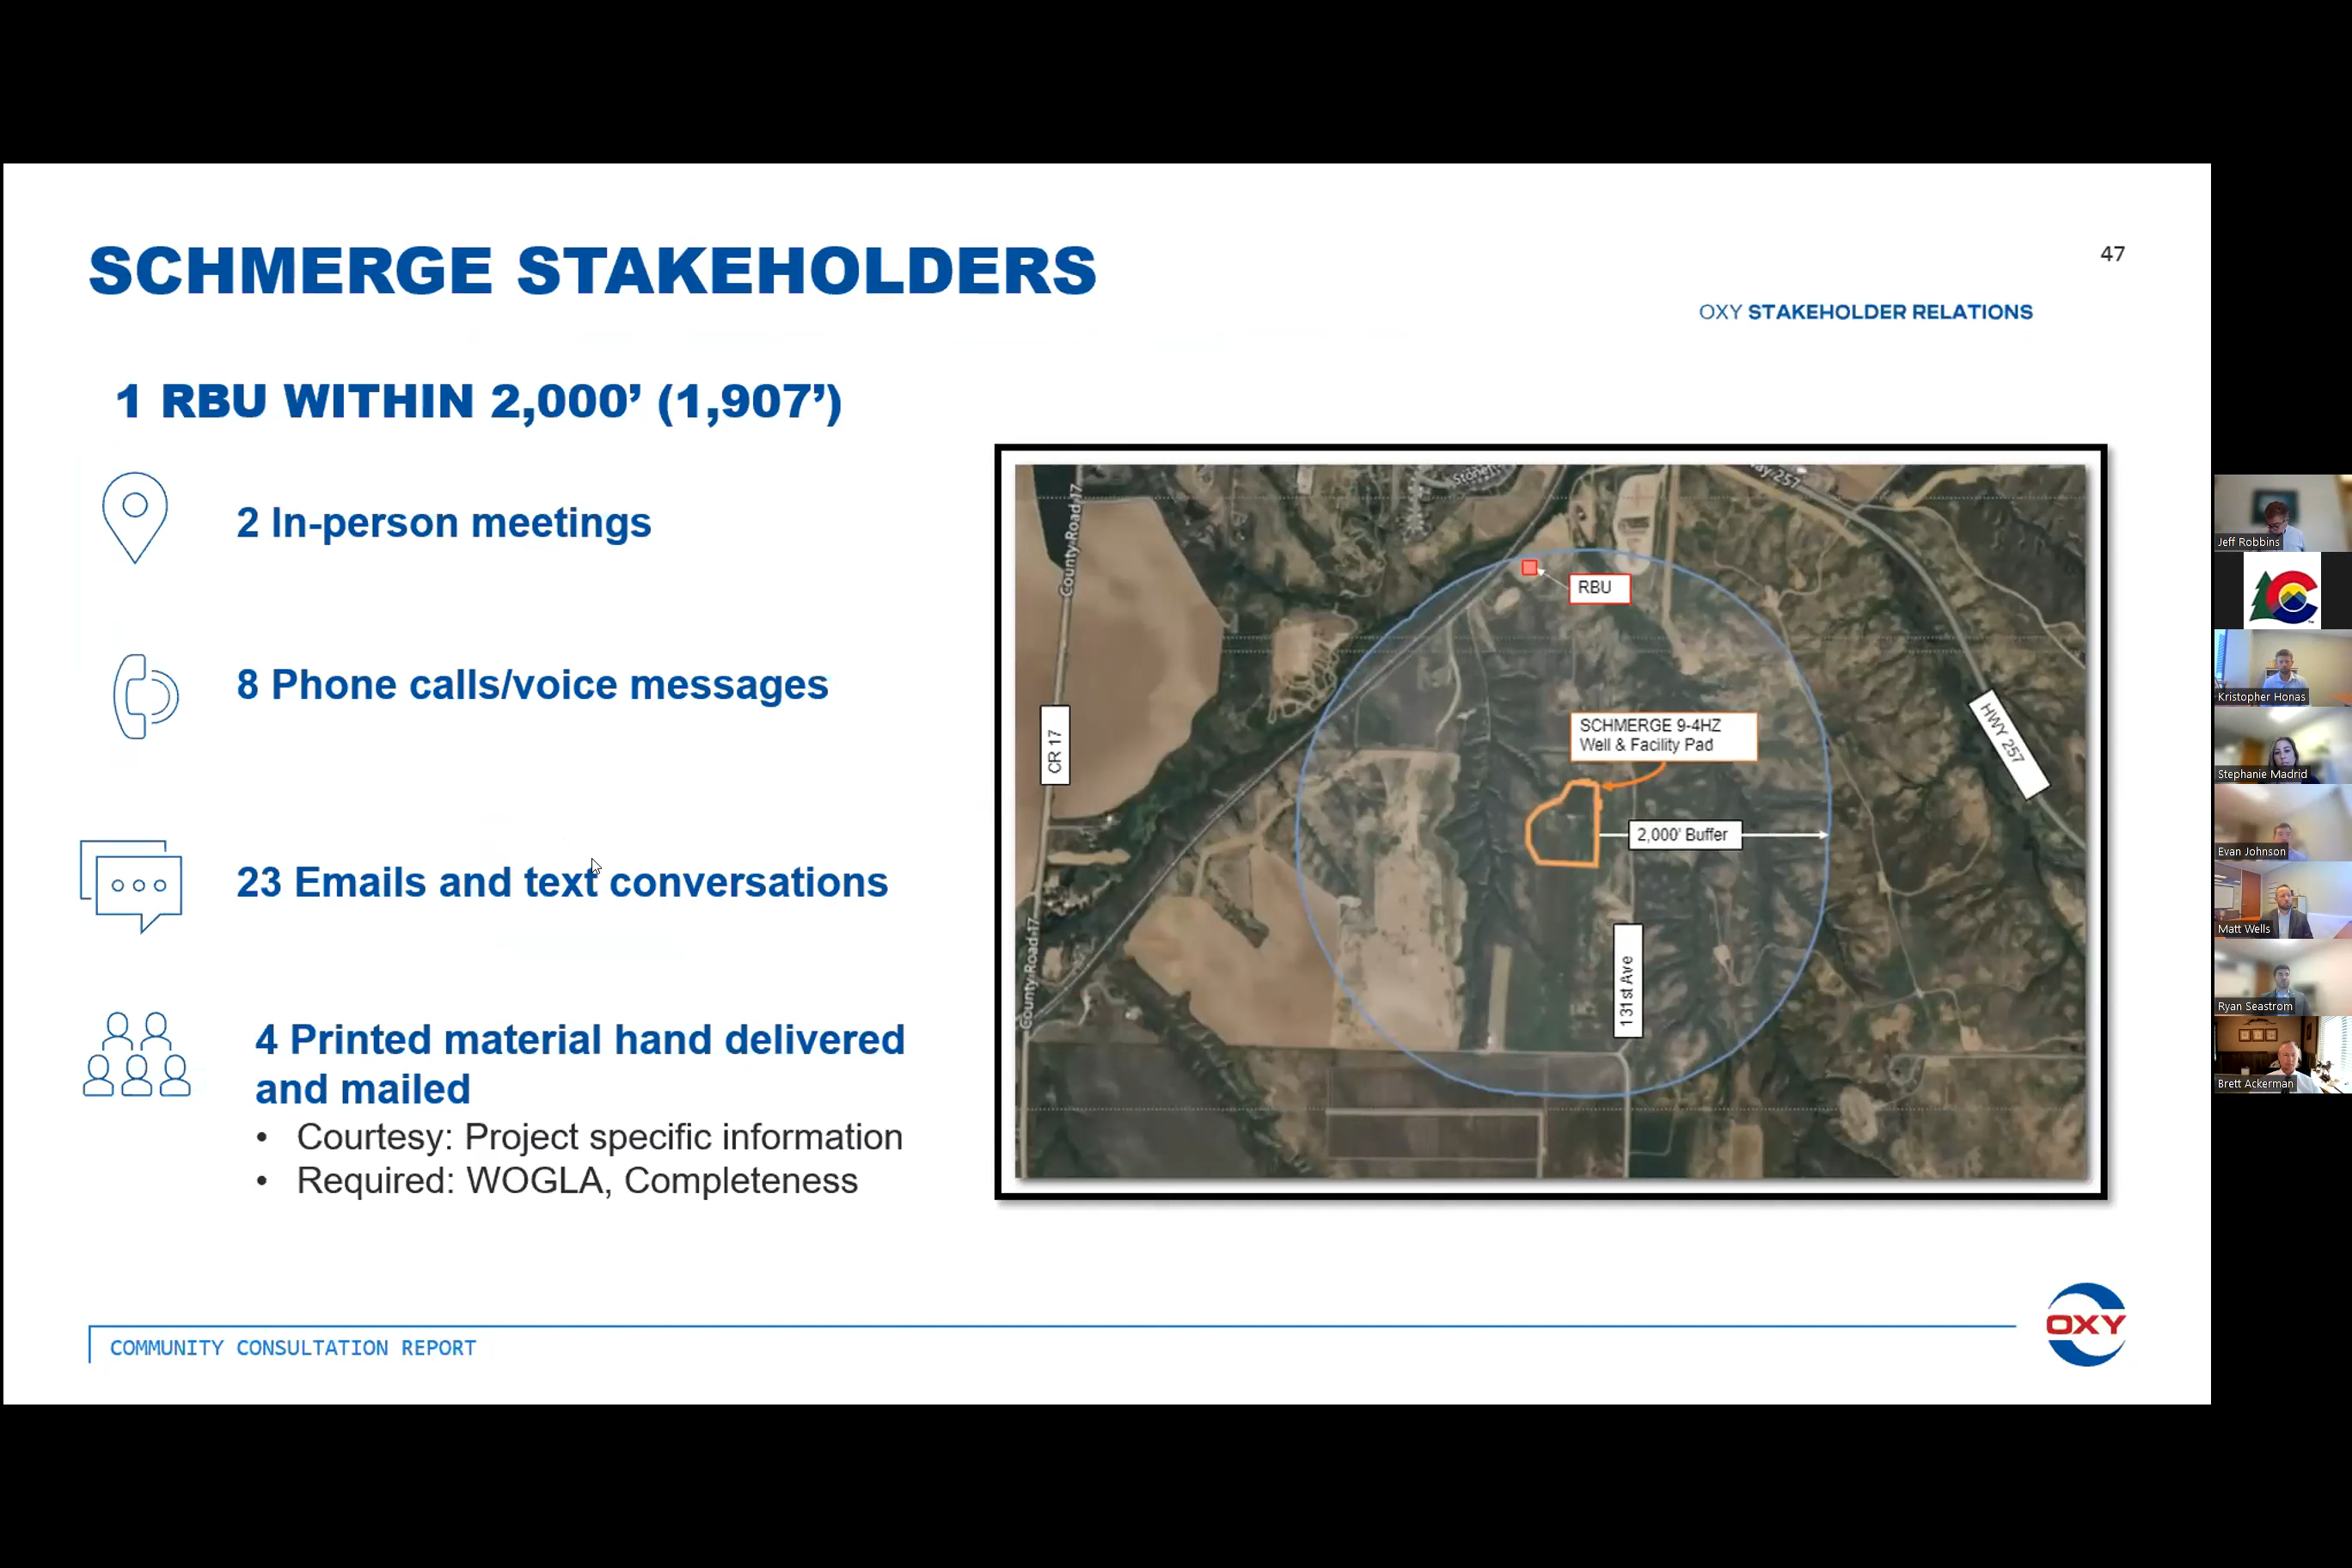 SCHMERGE STAKEHOLDERS
47
OXY STAKEHOLDER RELATIONS
1 RBU WITHIN 2,000’ (1,907’)
2 In-person meetings
8 Phone calls/voice messages
23 Emails and text conversations
4 Printed material hand delivered
and mailed
• Courtesy: Project specific information
• Required: WOGLA, Completeness
County Road 17
RBU
CR 17
SCHMERGE 9-4HZ
Well & Facility Pad
HWY 257
2,000' Buffer
131st Ave
County Road 17
COMMUNITY CONSULTATION REPORT
OXY
Jeff Robbins
Kristopher Honas
Stephanie Madrid
Evan Johnson
Matt Wells
Ryan Seastrom
Brett Ackerman